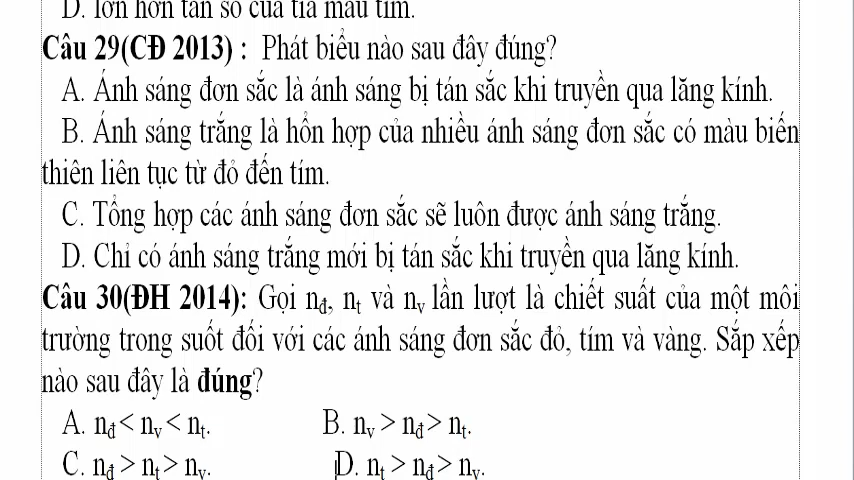 D. lớn hơn tần số của tia màu tím.
Câu 29(CĐ 2013) : Phát biểu nào sau đây đúng?
A. Ánh sáng đơn sắc là ánh sáng bị tán sắc khi truyền qua lăng kính.
B. Ánh sáng trắng là hỗn hợp của nhiều ánh sáng đơn sắc có màu biến
thiên liên tục từ đỏ đến tím.
C. Tổng hợp các ánh sáng đơn sắc sẽ luôn được ánh sáng trắng.
D. Chỉ có ánh sáng trắng mới bị tán sắc khi truyền qua lăng kính.
Câu 30(ĐH 2014): Gọi nđ, nt và nv lần lượt là chiết suất của một môi
trường trong suốt đối với các ánh sáng đơn sắc đỏ, tím và vàng. Sắp xếp
nào sau đây là đúng?
A. nđ < nv < nt. B. nv > nđ > nt.
C. nđ > nt > nv. D. nt > nđ > nv.